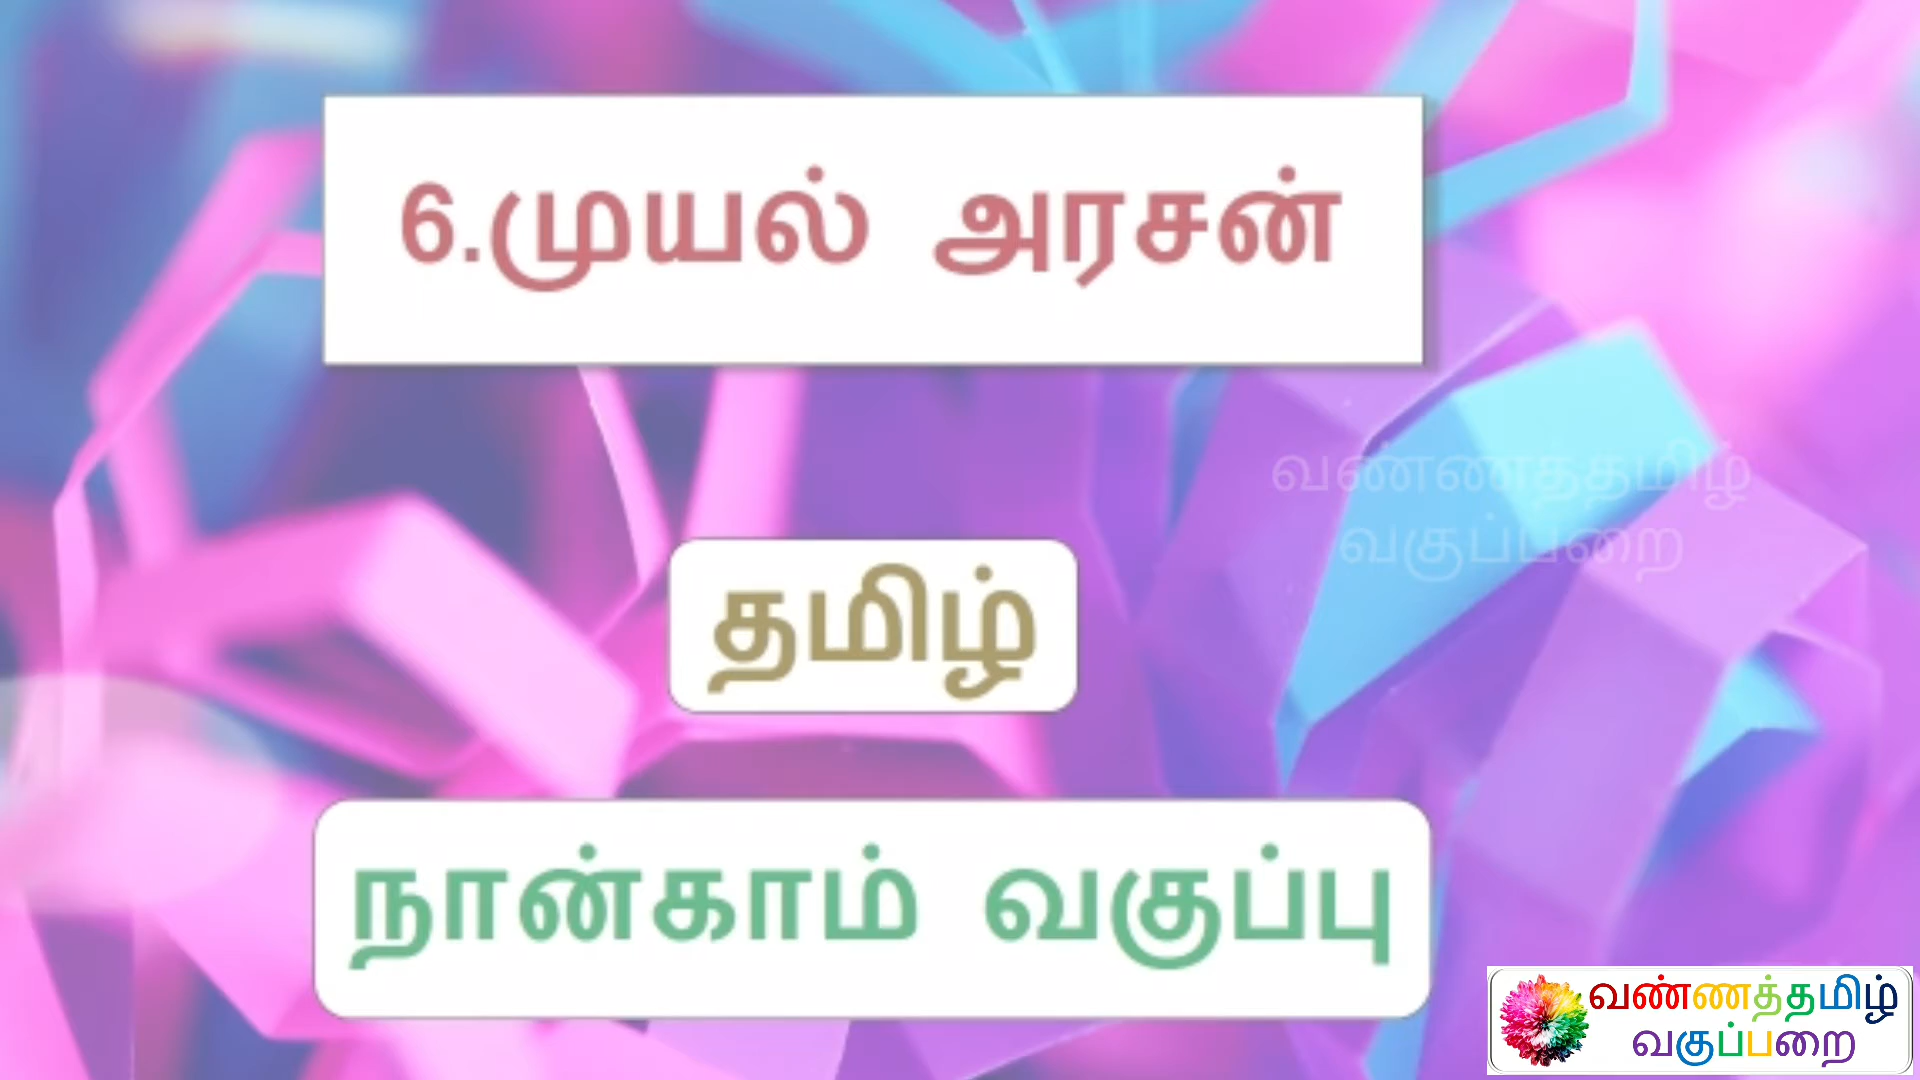 6.முயல் அரசன்
வண்ணத்தமிழ்
வகுப்பறை
தமிழ்
நான்காம் வகுப்பு
வண்ணத்தமிழ்
வகுப்பறை